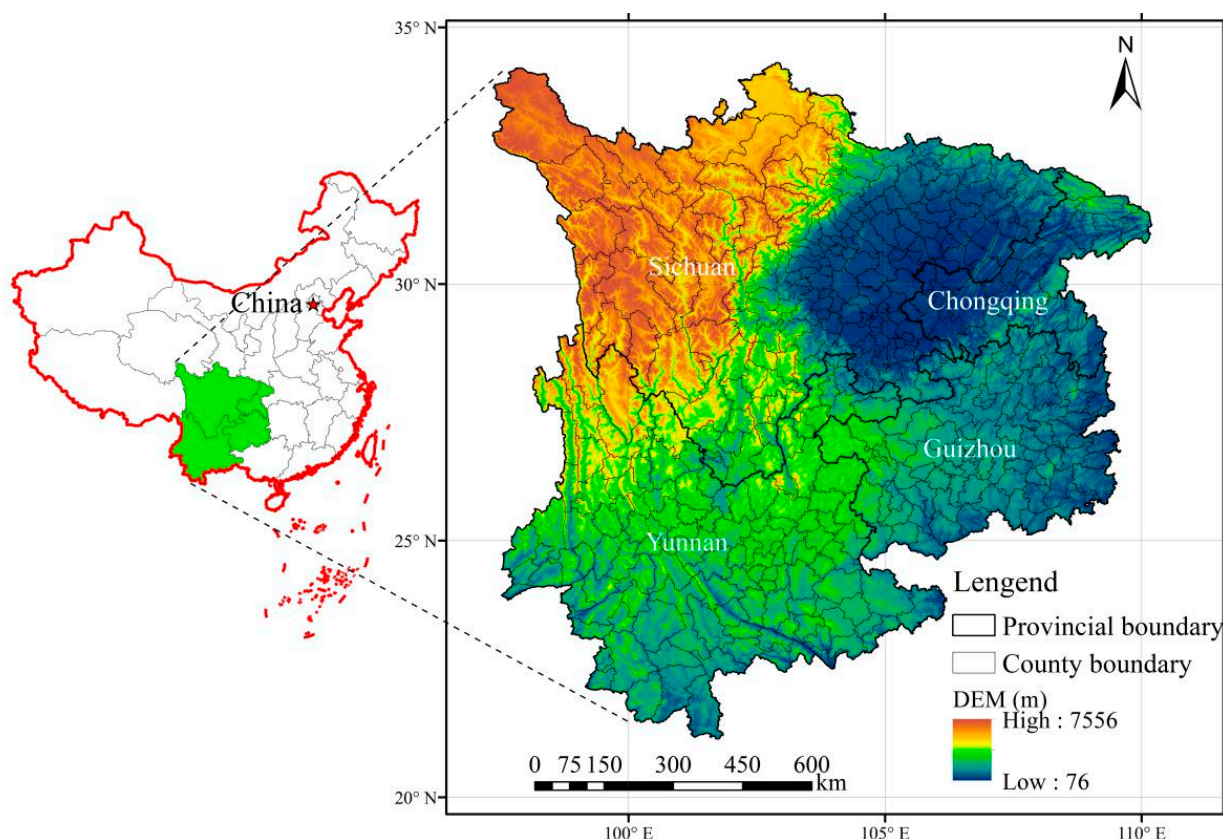 35° N
N
Sichuan
China
30° N
Chongqing
Guizhou
25° N
Yunnan
Lengend
Provincial boundary
County boundary
DEM (m)
High : 7556
Low : 76
0 75 150 300 450 600
km
20° N
100° E 105° E 110° E